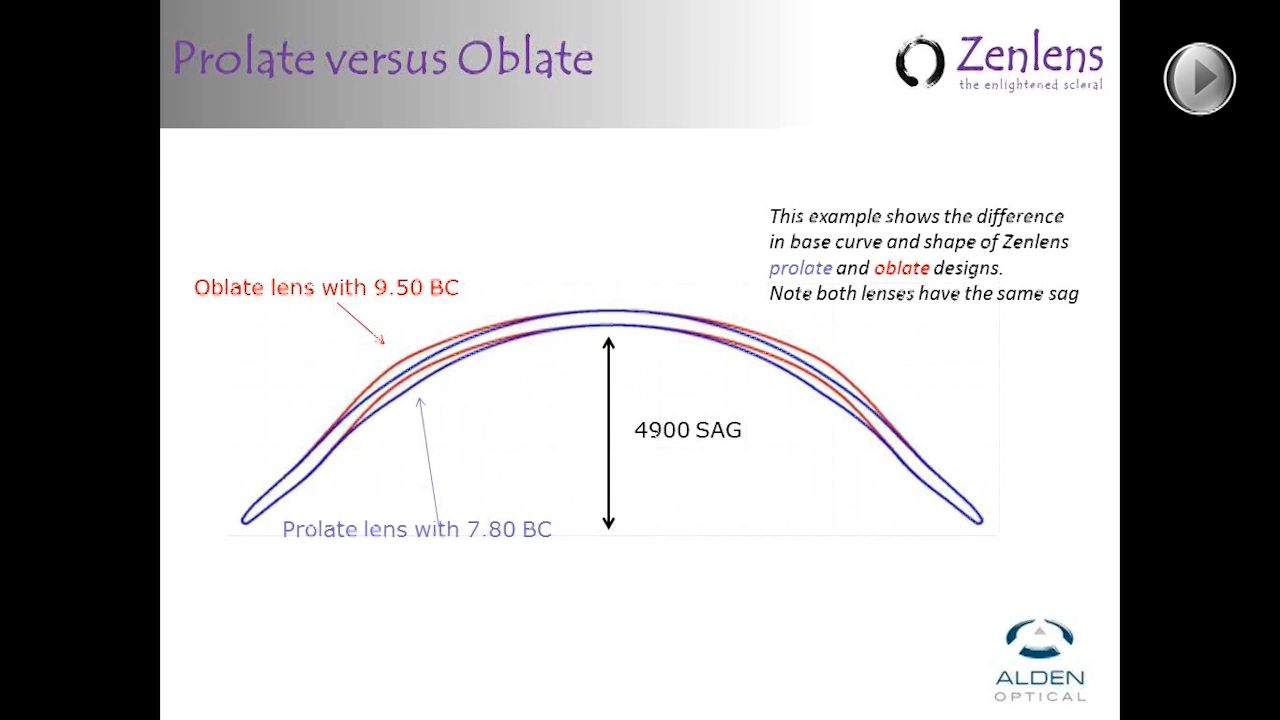 Prolate versus Oblate
Zenlens
the enlightened scleral
This example shows the difference
in base curve and shape of Zenlens
prolate and oblate designs.
Note both lenses have the same sag
Oblate lens with 9.50 BC
4900 SAG
Prolate lens with 7.80 BC
ALDEN
OPTICAL